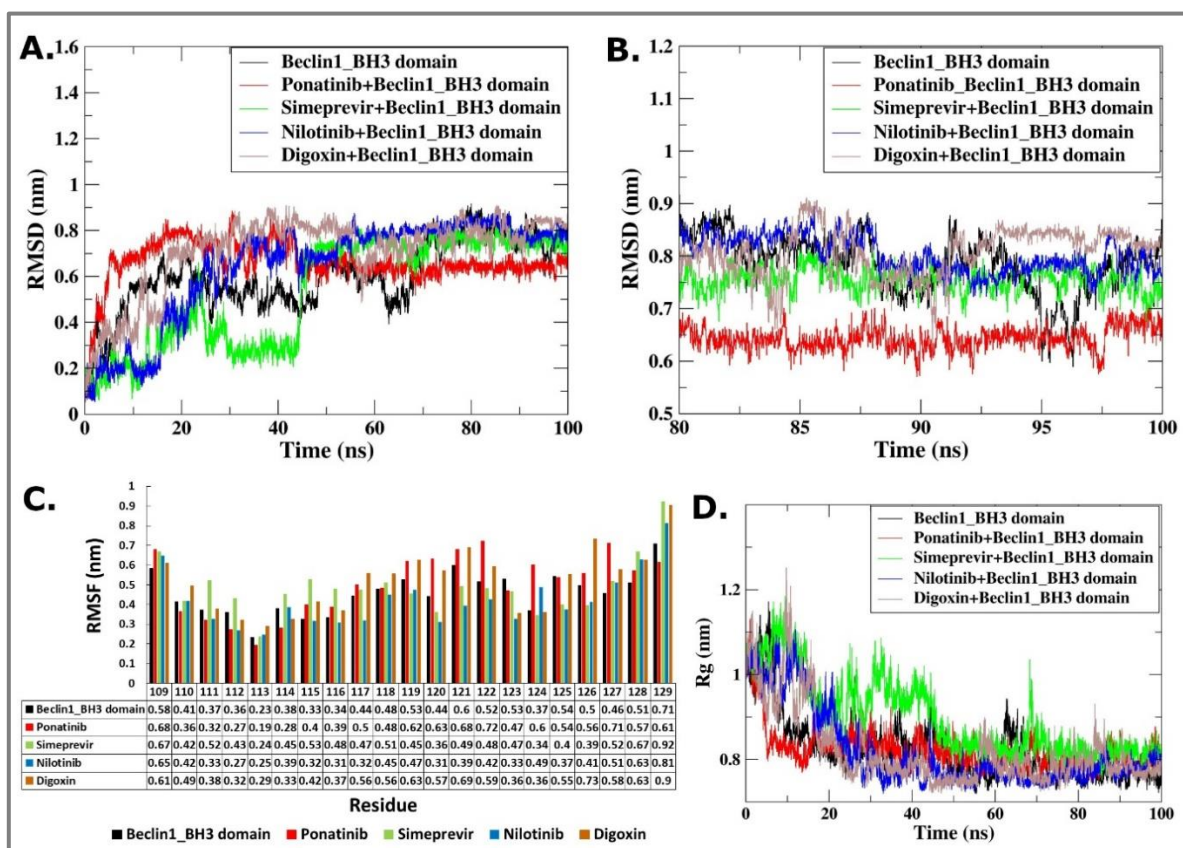 A.
1.6
1.4
1.2
1
0.8
0.6
0.4
0.2
0
RMSD (nm)
Beclin1_BH3 domain
Ponatinib+Beclin1_BH3 domain
Simeprevir+Beclin1_BH3 domain
Nilotinib+Beclin1_BH3 domain
Digoxin+Beclin1_BH3 domain
0 20 40 60 80 100
Time (ns)
B.
1.2
1.1
1
0.9
0.8
0.7
0.6
0.5
RMSD (nm)
Beclin1_BH3 domain
Ponatinib_Beclin1_BH3 domain
Simeprevir+Beclin1_BH3 domain
Nilotinib+Beclin1_BH3 domain
Digoxin+Beclin1_BH3 domain
80 85 90 95 100
Time (ns)
C.
1
0.9
0.8
0.7
0.6
0.5
0.4
0.3
0.2
0.1
0
RMSF (nm)
109 110 111 112 113 114 115 116 117 118 119 120 121 122 123 124 125 126 127 128 129
Beclin1_BH3 domain 0.58 0.41 0.37 0.36 0.23 0.38 0.33 0.34 0.44 0.48 0.53 0.44 0.6 0.52 0.53 0.37 0.54 0.5 0.46 0.51 0.71
Ponatinib 0.68 0.36 0.32 0.27 0.19 0.28 0.4 0.39 0.5 0.48 0.62 0.63 0.68 0.72 0.47 0.6 0.54 0.56 0.71 0.57 0.61
Simeprevir 0.67 0.42 0.52 0.43 0.24 0.45 0.53 0.48 0.47 0.51 0.45 0.36 0.49 0.48 0.47 0.34 0.4 0.39 0.52 0.67 0.92
Nilotinib 0.65 0.42 0.33 0.27 0.25 0.39 0.32 0.31 0.32 0.45 0.47 0.31 0.39 0.42 0.33 0.49 0.37 0.41 0.51 0.63 0.81
Digoxin 0.61 0.49 0.38 0.32 0.29 0.33 0.42 0.37 0.56 0.56 0.63 0.57 0.69 0.59 0.36 0.36 0.55 0.73 0.58 0.63 0.9
Residue
Beclin1_BH3 domain Ponatinib Simeprevir Nilotinib Digoxin
D.
1.2
1
0.8
Rg (nm)
Beclin1_BH3 domain
Ponatinib+Beclin1_BH3 domain
Simeprevir+Beclin1_BH3 domain
Nilotinib+Beclin1_BH3 domain
Digoxin+Beclin1_BH3 domain
0 20 40 60 80 100
Time (ns)